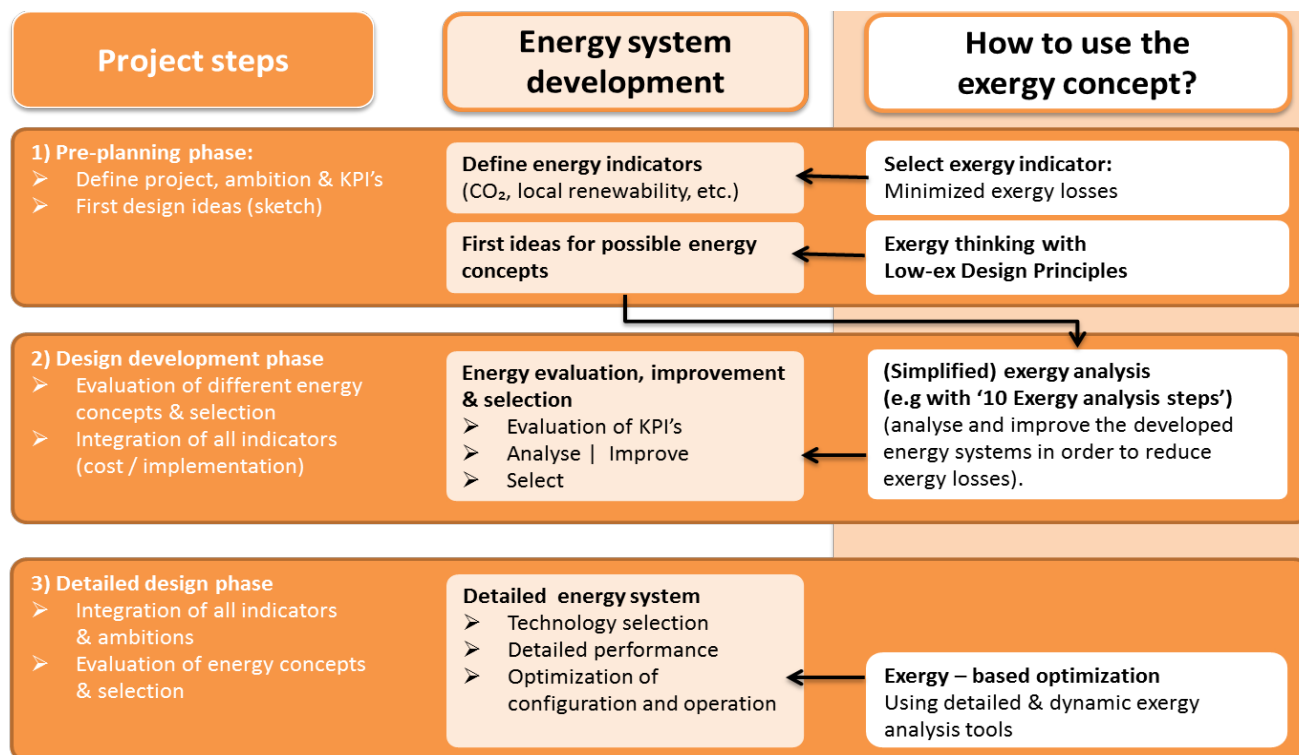 Project steps
Energy system
development
How to use the
exergy concept?
1) Pre-planning phase:
➢ Define project, ambition & KPI's
➢ First design ideas (sketch)
Define energy indicators
(CO₂, local renewability, etc.)
Select exergy indicator:
Minimized exergy losses
First ideas for possible energy
concepts
Exergy thinking with
Low-ex Design Principles
2) Design development phase
➢ Evaluation of different energy
concepts & selection
➢ Integration of all indicators
(cost / implementation)
Energy evaluation, improvement
& selection
➢ Evaluation of KPI's
➢ Analyse | Improve
➢ Select
(Simplified) exergy analysis
(e.g with '10 Exergy analysis steps')
(analyse and improve the developed
energy systems in order to reduce
exergy losses).
3) Detailed design phase
➢ Integration of all indicators
& ambitions
➢ Evaluation of energy concepts
& selection
Detailed energy system
➢ Technology selection
➢ Detailed performance
➢ Optimization of
configuration and operation
Exergy – based optimization
Using detailed & dynamic exergy
analysis tools